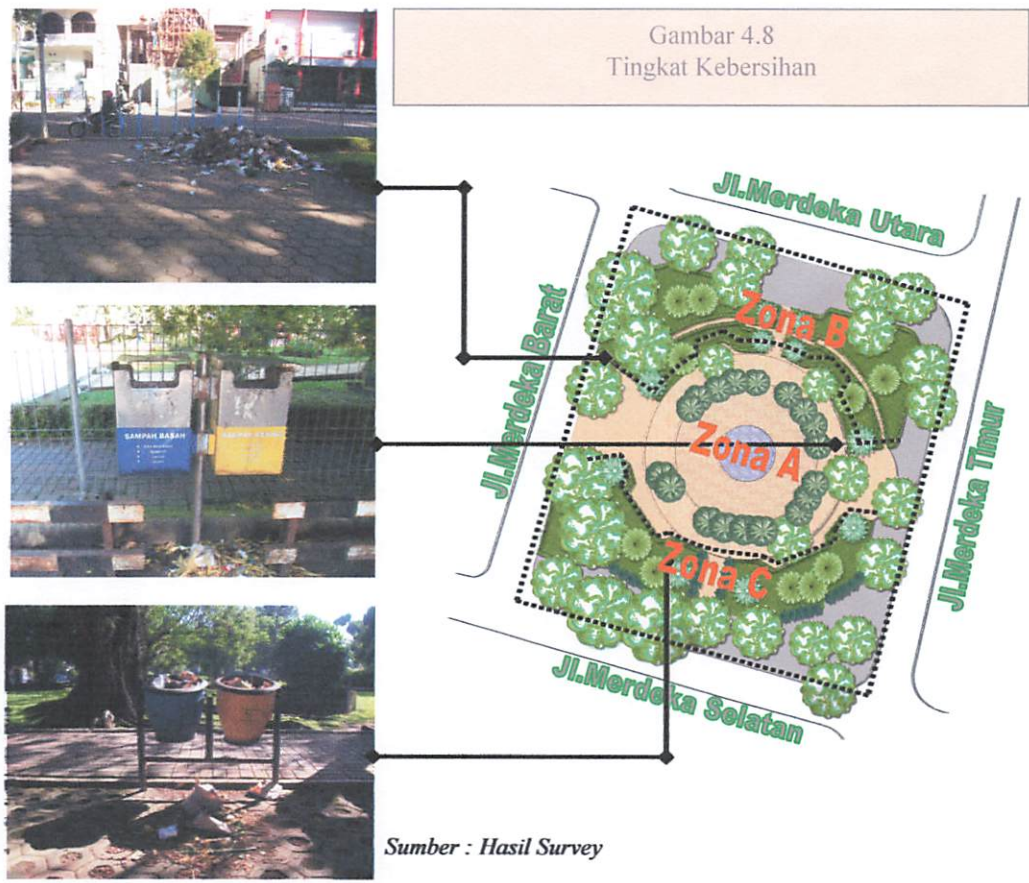 Gambar 4.8
Tingkat Kebersihan
Jl.Merdeka Utara
Jl.Merdeka Barat
Zona B
Zona A
Jl.Merdeka Timur
Zona C
Jl.Merdeka Selatan
SAMPAH BASAH
Sumber : Hasil Survey